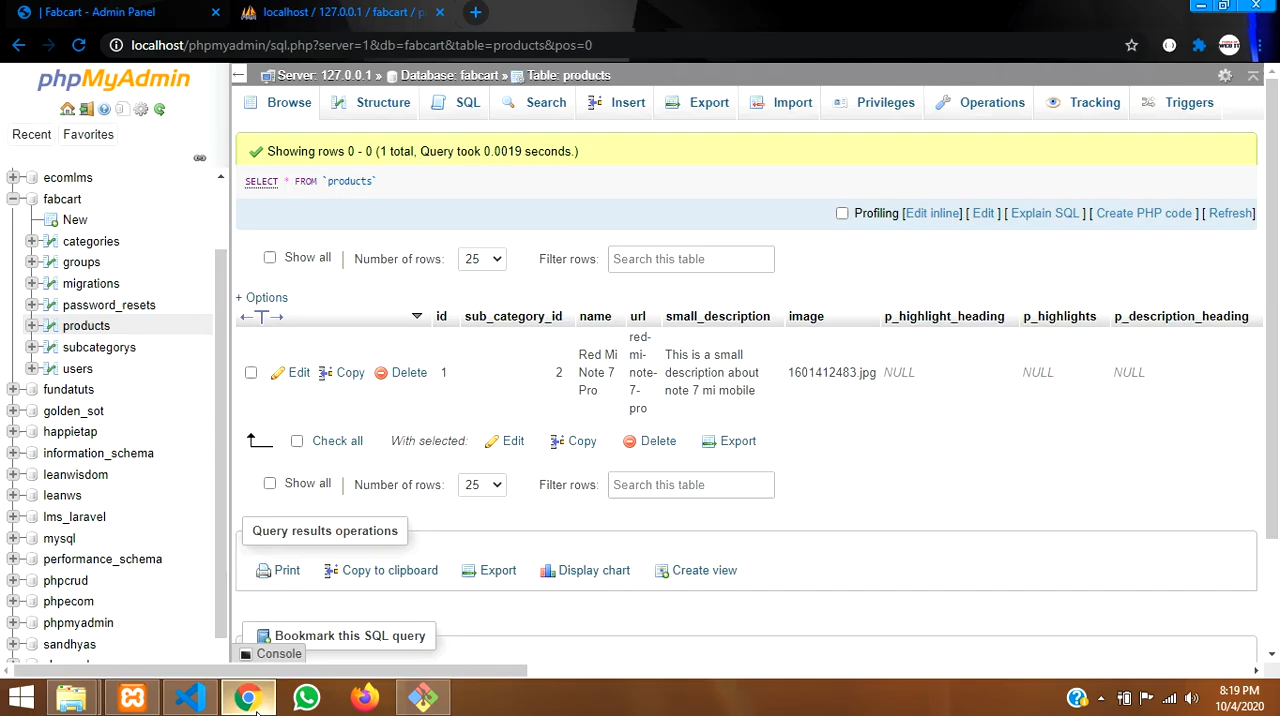 | Fabcart - Admin Panel
localhost / 127.0.0.1 / fabcart / p
localhost/phpmyadmin/sql.php?server=1&db=fabcart&table=products&pos=0
phpMyAdmin
Recent
Favorites
ecomlms
fabcart
New
categories
groups
migrations
password_resets
products
subcategorys
users
fundatuts
golden_sot
happietap
information_schema
leanwisdom
leanws
lms_laravel
mysql
performance_schema
phpcrud
phpecom
phpmyadmin
sandhyas
Server: 127.0.0.1 » Database: fabcart » Table: products
Browse Structure SQL Search Insert Export Import Privileges Operations Tracking Triggers
Showing rows 0 - 0 (1 total, Query took 0.0019 seconds.)
SELECT * FROM `products`
Profiling [Edit inline] [ Edit ] [ Explain SQL ] [ Create PHP code ] [ Refresh]
Show all Number of rows: 25 Filter rows: Search this table
+ Options
←T→ id sub_category_id name url small_description image p_highlight_heading p_highlights p_description_heading
Edit Copy Delete 1 2 Red Mi Note 7 Pro red-mi-note-7-pro This is a small description about note 7 mi mobile 1601412483.jpg NULL NULL NULL
Check all With selected: Edit Copy Delete Export
Show all Number of rows: 25 Filter rows: Search this table
Query results operations
Print Copy to clipboard Export Display chart Create view
Bookmark this SQL query
Console
8:19 PM
10/4/2020